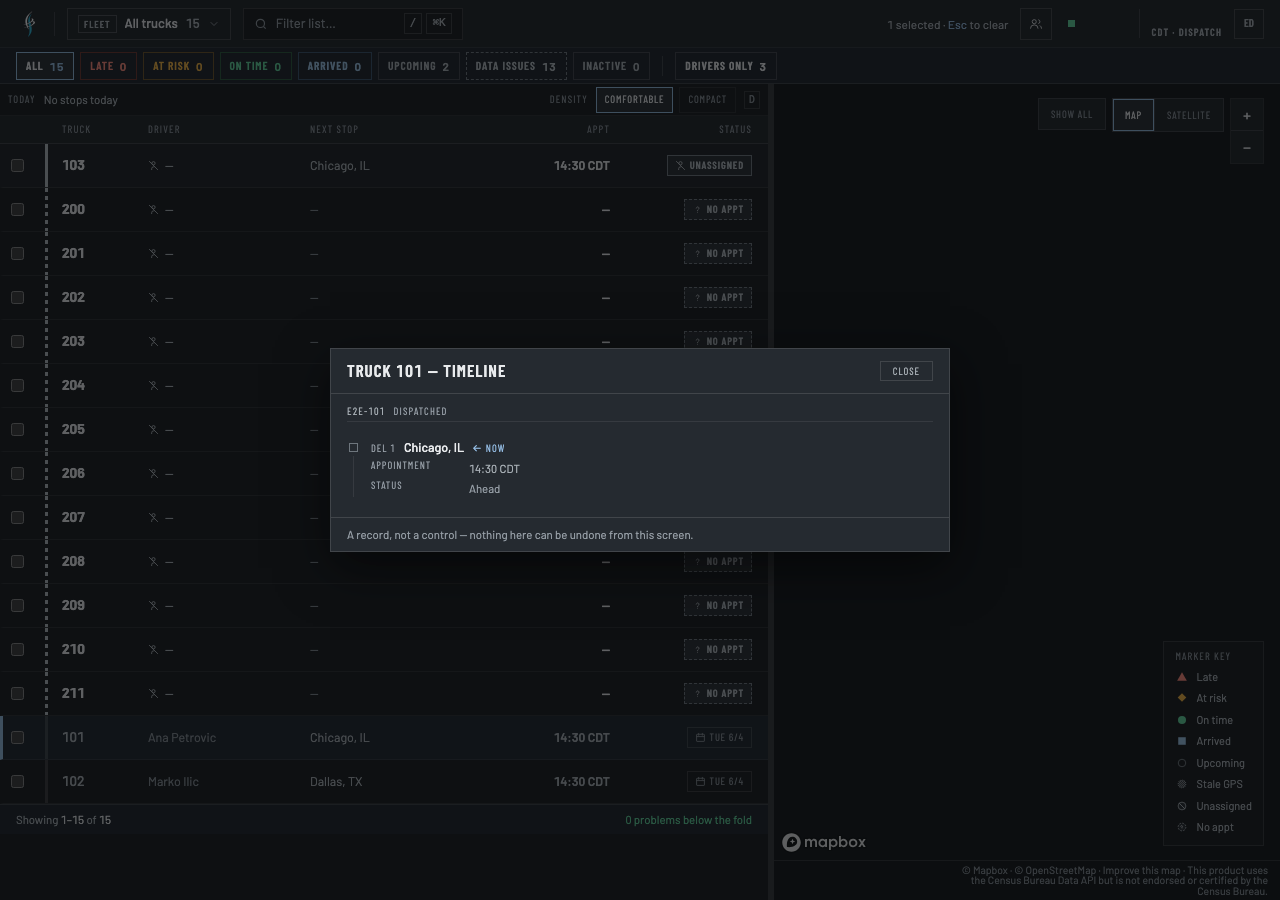 FLEET All trucks 15
Filter list... / ⌘K
1 selected · Esc to clear
CDT · DISPATCH
ED
ALL 15
LATE 0
AT RISK 0
ON TIME 0
ARRIVED 0
UPCOMING 2
DATA ISSUES 13
INACTIVE 0
DRIVERS ONLY 3
TODAY No stops today
DENSITY COMFORTABLE COMPACT D
SHOW ALL MAP SATELLITE +
−
TRUCK DRIVER NEXT STOP APPT STATUS
103 — Chicago, IL 14:30 CDT UNASSIGNED
200 — — — ? NO APPT
201 — — — ? NO APPT
202 — — — ? NO APPT
203 — — — ? NO APPT
204 —
205 —
206 —
207 —
208 — — — ? NO APPT
209 — — — ? NO APPT
210 — — — ? NO APPT
211 — — — ? NO APPT
101 Ana Petrovic Chicago, IL 14:30 CDT TUE 6/4
102 Marko Ilic Dallas, TX 14:30 CDT TUE 6/4
Showing 1–15 of 15
0 problems below the fold
TRUCK 101 — TIMELINE
CLOSE
E2E-101 DISPATCHED
DEL 1 Chicago, IL ← NOW
APPOINTMENT 14:30 CDT
STATUS Ahead
A record, not a control — nothing here can be undone from this screen.
MARKER KEY
Late
At risk
On time
Arrived
Upcoming
Stale GPS
Unassigned
No appt
mapbox
© Mapbox · © OpenStreetMap · Improve this map · This product uses
the Census Bureau Data API but is not endorsed or certified by the
Census Bureau.